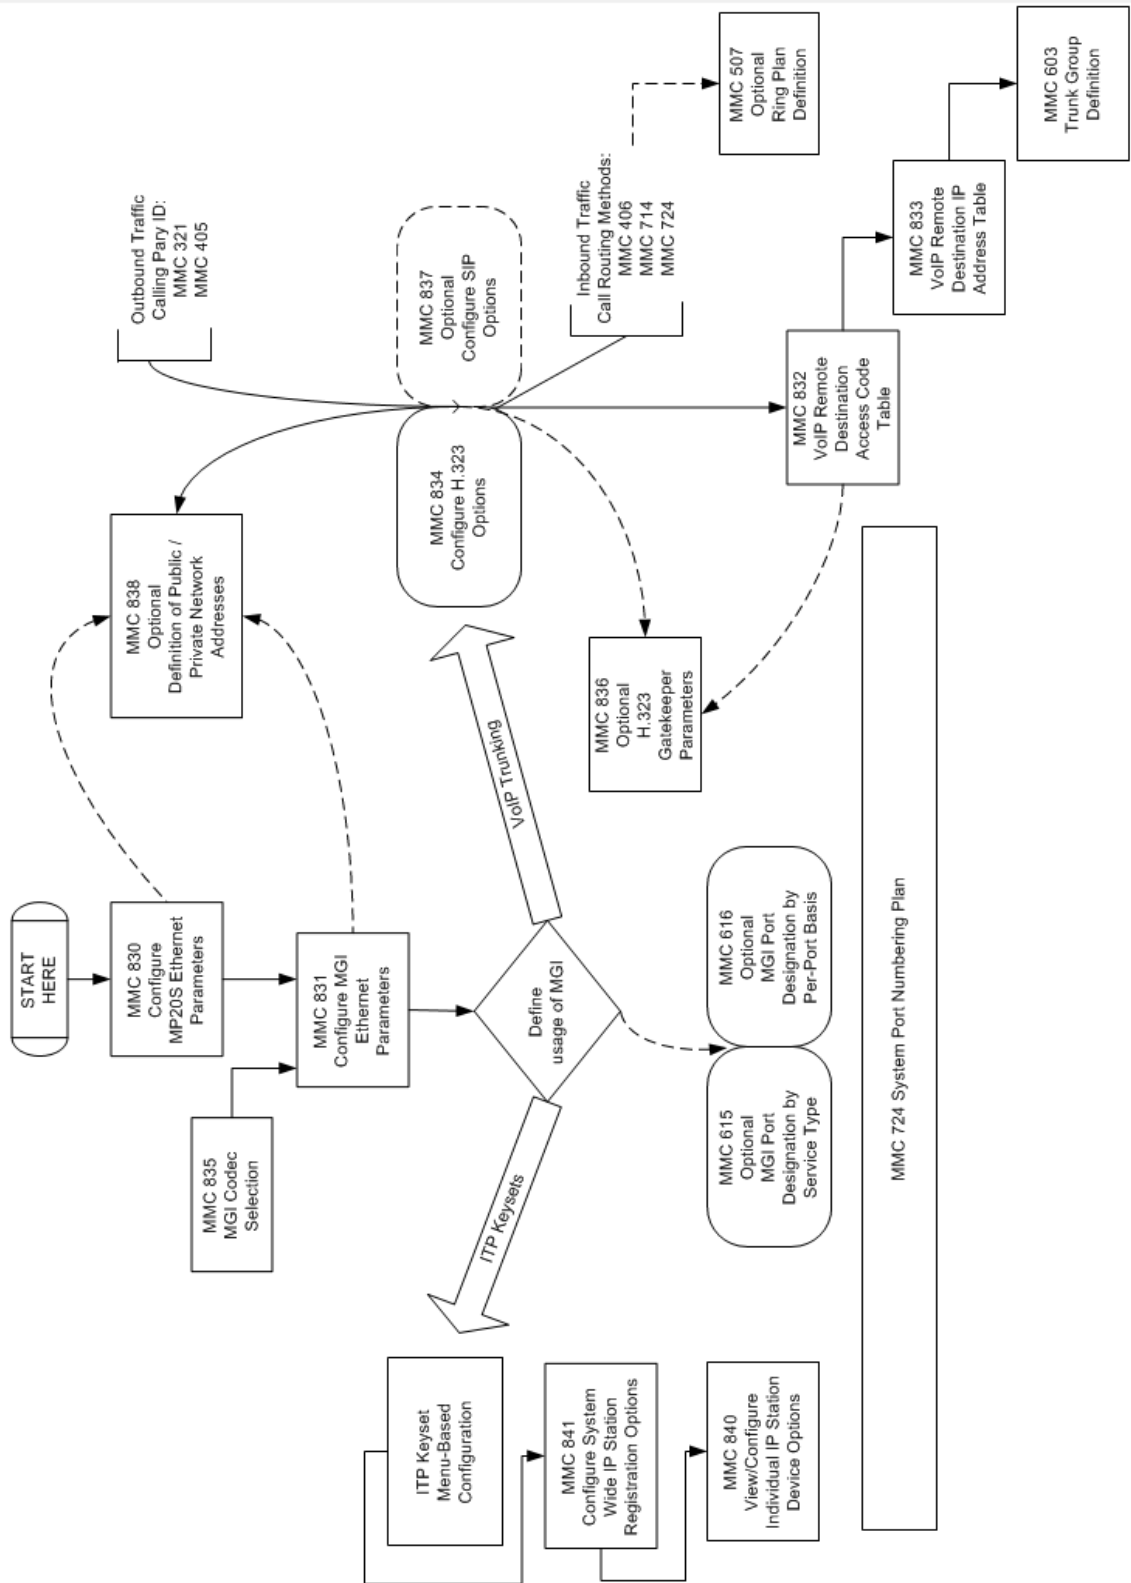 START
HERE
MMC 830
Configure
MP20S Ethernet
Parameters
MMC 835
MGI Codec
Selection
MMC 831
Configure MGI
Ethernet
Parameters
MMC 838
Optional
Definition of Public /
Private Network
Addresses
Outbound Traffic
Calling Pary ID:
MMC 321
MMC 405
Define
usage of MGI
ITP Keysets
VoIP Trunking
MMC 834
Configure H.323
Options
MMC 837
Optional
Configure SIP
Options
Inbound Traffic
Call Routing Methods:
MMC 406
MMC 714
MMC 724
MMC 507
Optional
Ring Plan
Definition
ITP Keyset
Menu-Based
Configuration
MMC 841
Configure System
Wide IP Station
Registration Options
MMC 840
View/Configure
Individual IP Station
Device Options
MMC 615
Optional
MGI Port
Designation by
Service Type
MMC 616
Optional
MGI Port
Designation by
Per-Port Basis
MMC 836
Optional
H.323
Gatekeeper
Parameters
MMC 832
VoIP Remote
Destination
Access Code
Table
MMC 833
VoIP Remote
Destination IP
Address Table
MMC 603
Trunk Group
Definition
MMC 724 System Port Numbering Plan